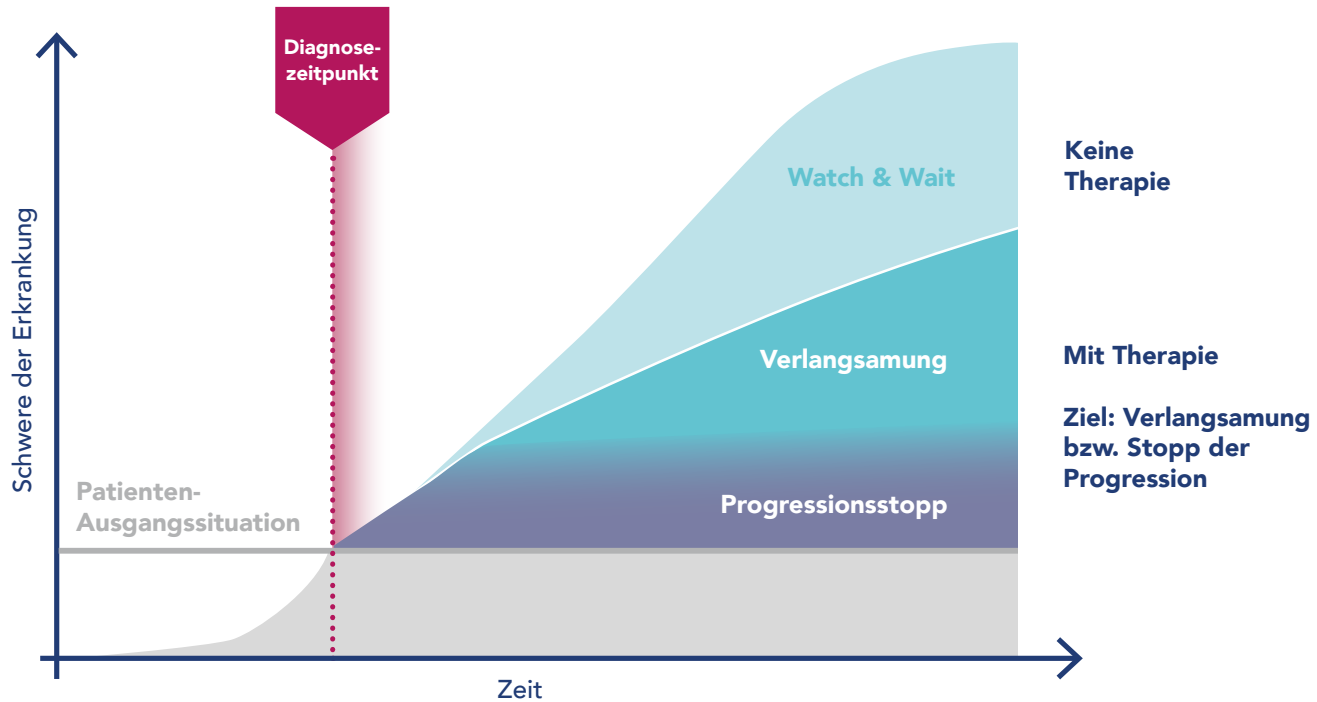 Diagnose-
zeitpunkt
Schwere der Erkrankung
Patienten-
Ausgangssituation
Watch & Wait
Verlangsamung
Progressionsstopp
Keine
Therapie
Mit Therapie
Ziel: Verlangsamung
bzw. Stopp der
Progression
Zeit